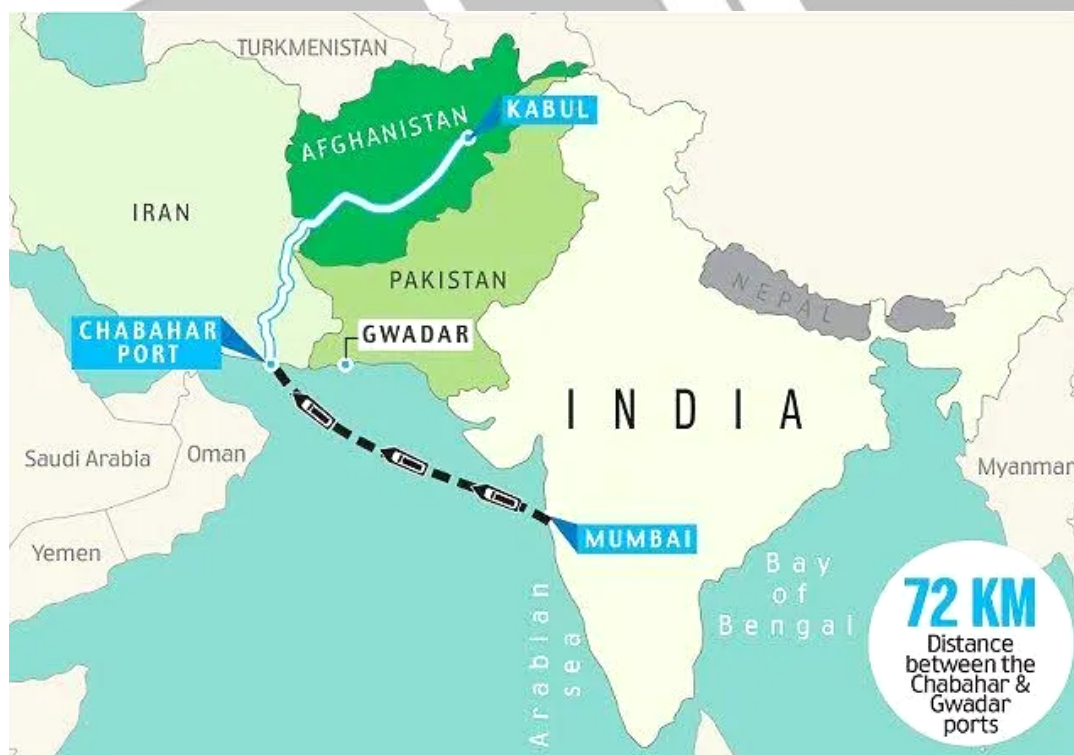 TURKMENISTAN
KABUL
AFGHANISTAN
IRAN
PAKISTAN
NEPAL
CHABAHAR
PORT
GWADAR
INDIA
Saudi Arabia
Oman
Myanmar
Yemen
MUMBAI
Arabian
sea
Bay
of
Bengal
72 KM
Distance
between the
Chabahar &
Gwadar
ports